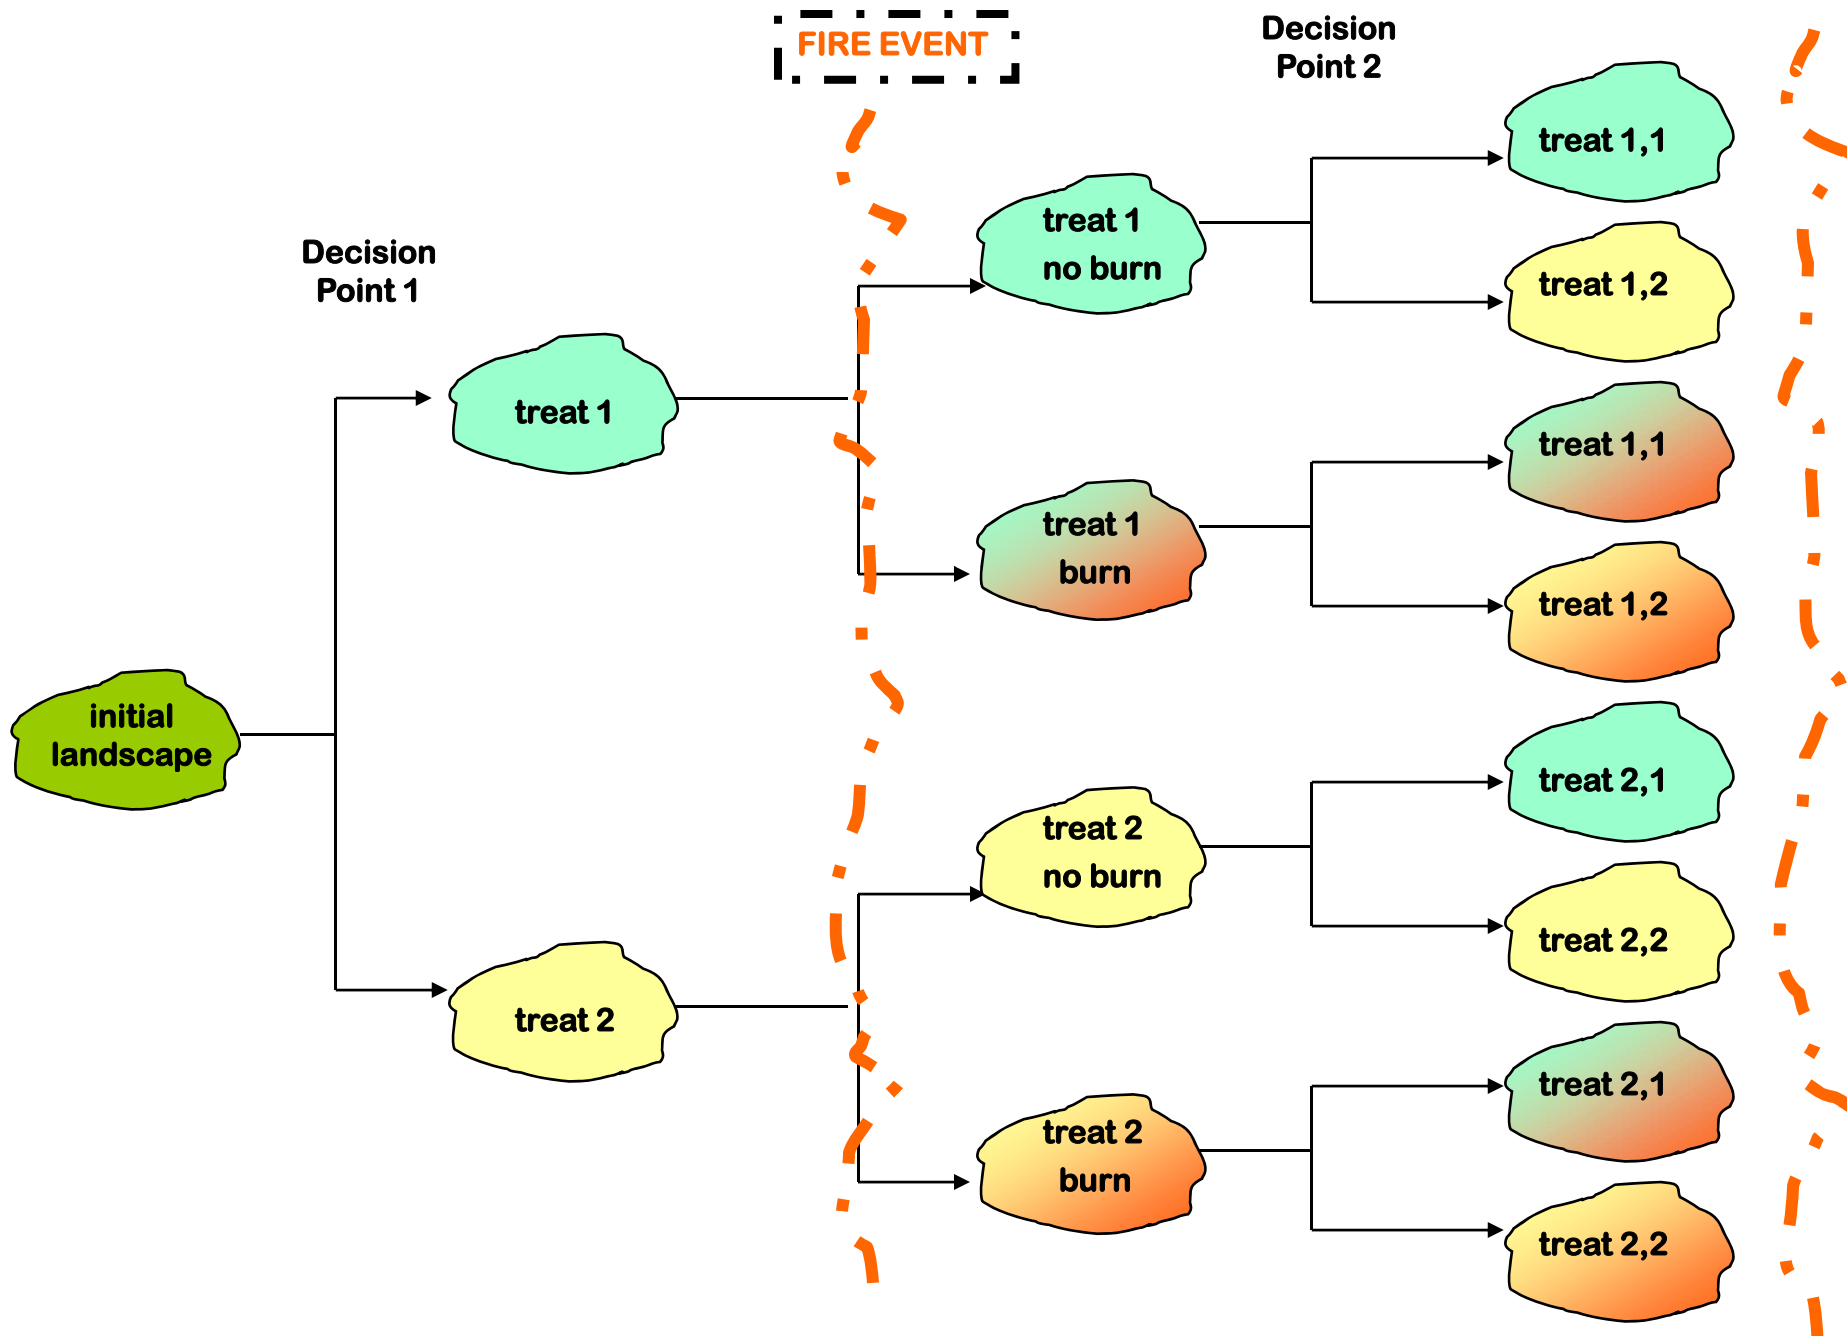 FIRE EVENT
Decision
Point 2
Decision
Point 1
initial
landscape
treat 1
treat 2
treat 1
no burn
treat 1
burn
treat 2
no burn
treat 2
burn
treat 1,1
treat 1,2
treat 1,1
treat 1,2
treat 2,1
treat 2,2
treat 2,1
treat 2,2